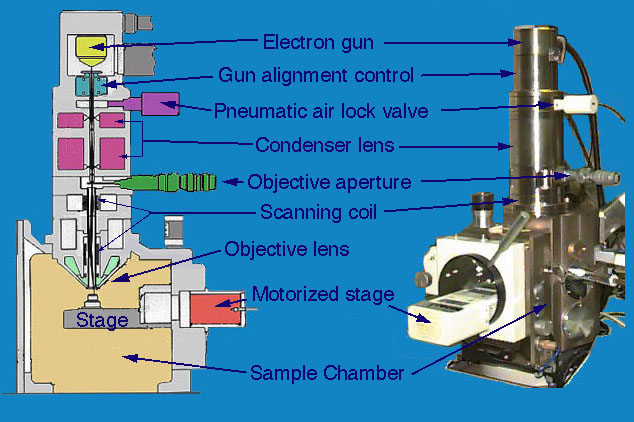 Electron gun
Gun alignment control
Pneumatic air lock valve
Condenser lens
Objective aperture
Scanning coil
Objective lens
Motorized stage
Stage
Sample Chamber